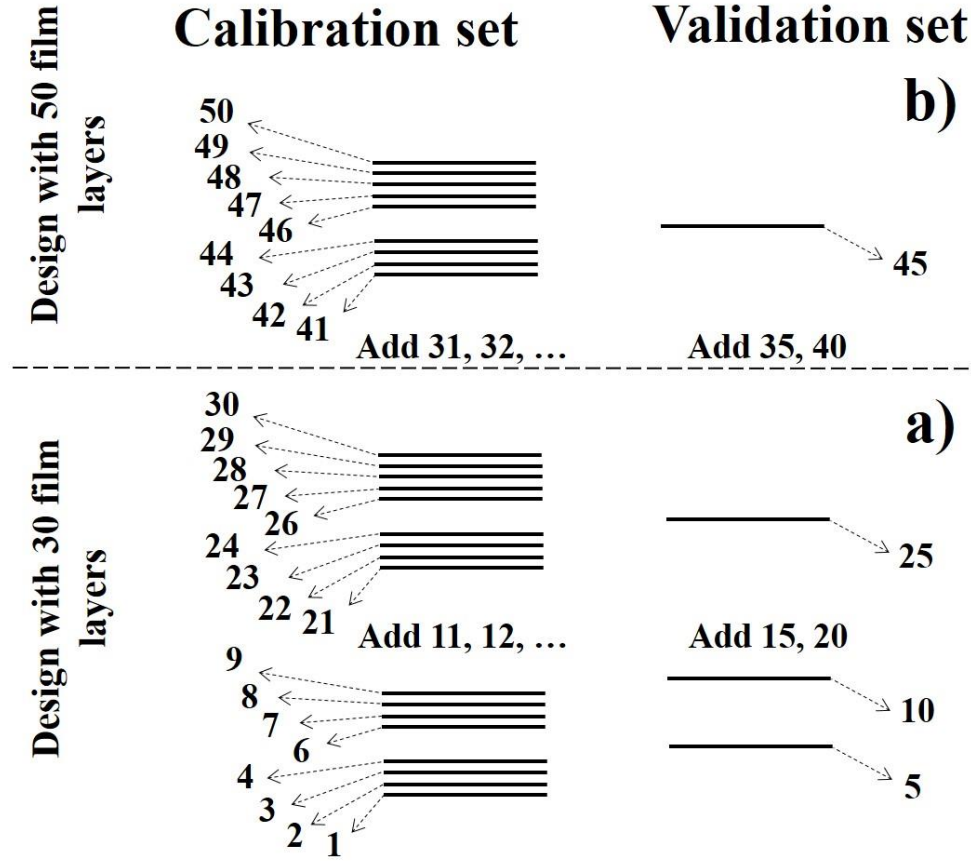 Calibration set
Validation set
Design with 50 film
layers
b)
50
49
48
47
46
44
43
42
41
45
Add 31, 32, …
Add 35, 40
Design with 30 film
layers
a)
30
29
28
27
26
24
23
22
21
25
Add 11, 12, …
Add 15, 20
9
8
7
6
4
3
2
1
10
5